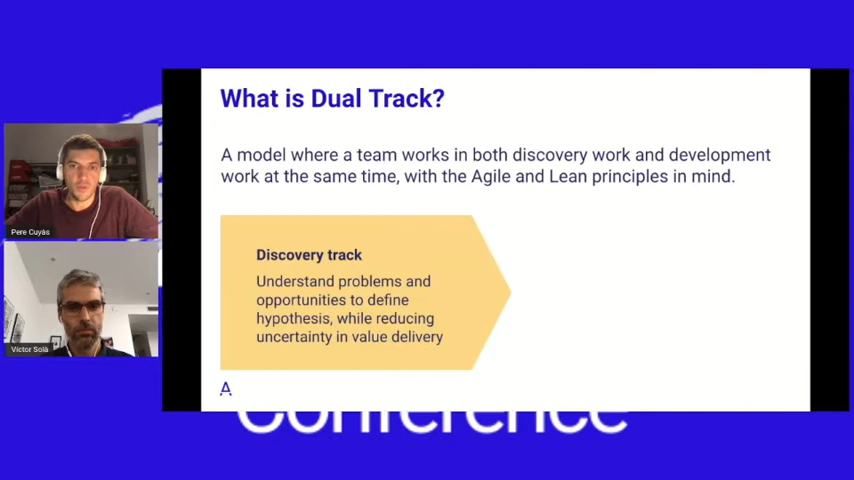 What is Dual Track?
A model where a team works in both discovery work and development
work at the same time, with the Agile and Lean principles in mind.
Pere Cuyàs
Discovery track
Understand problems and
opportunities to define
hypothesis, while reducing
uncertainty in value delivery
Víctor Solà
A
Conference